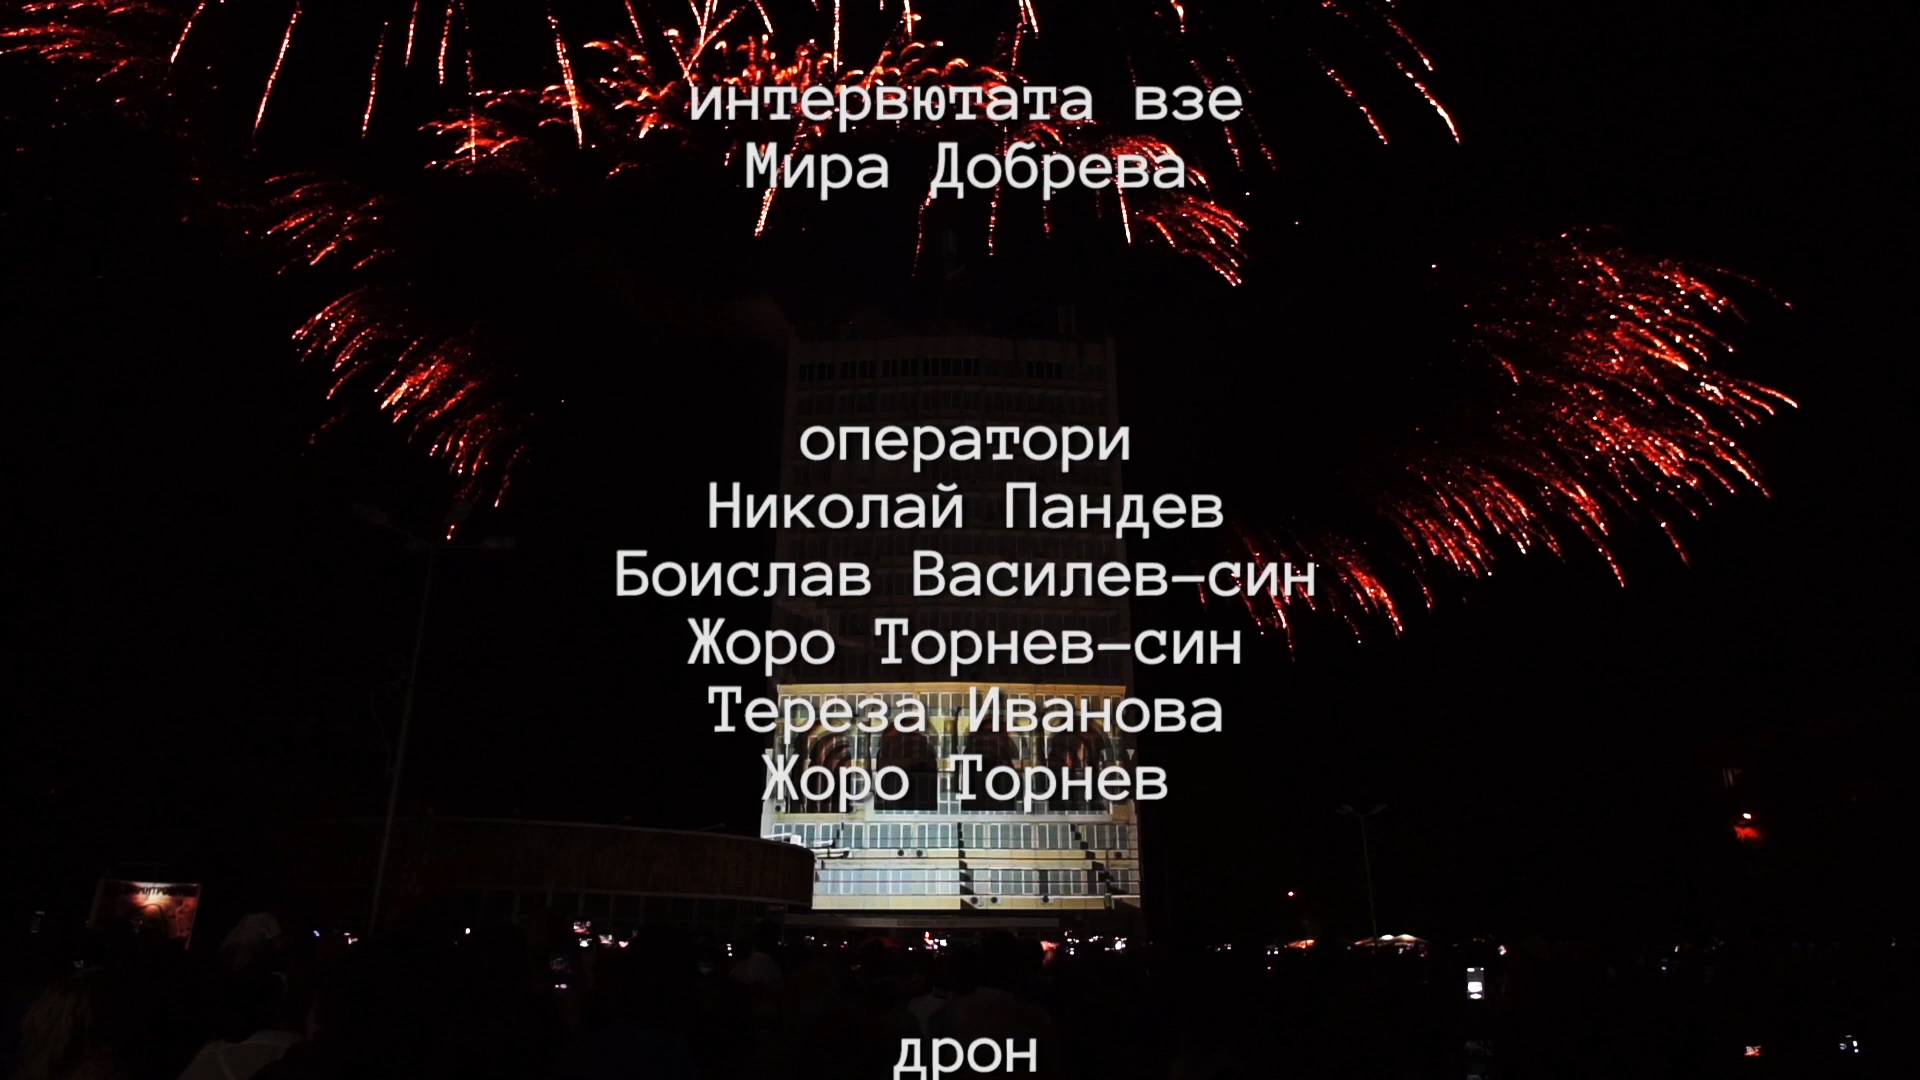 интервютата взе
Мира Добрева
оператори
Николай Пандев
Боислав Василев-син
Жоро Торнев-син
Тереза Иванова
Жоро Торнев
дрон